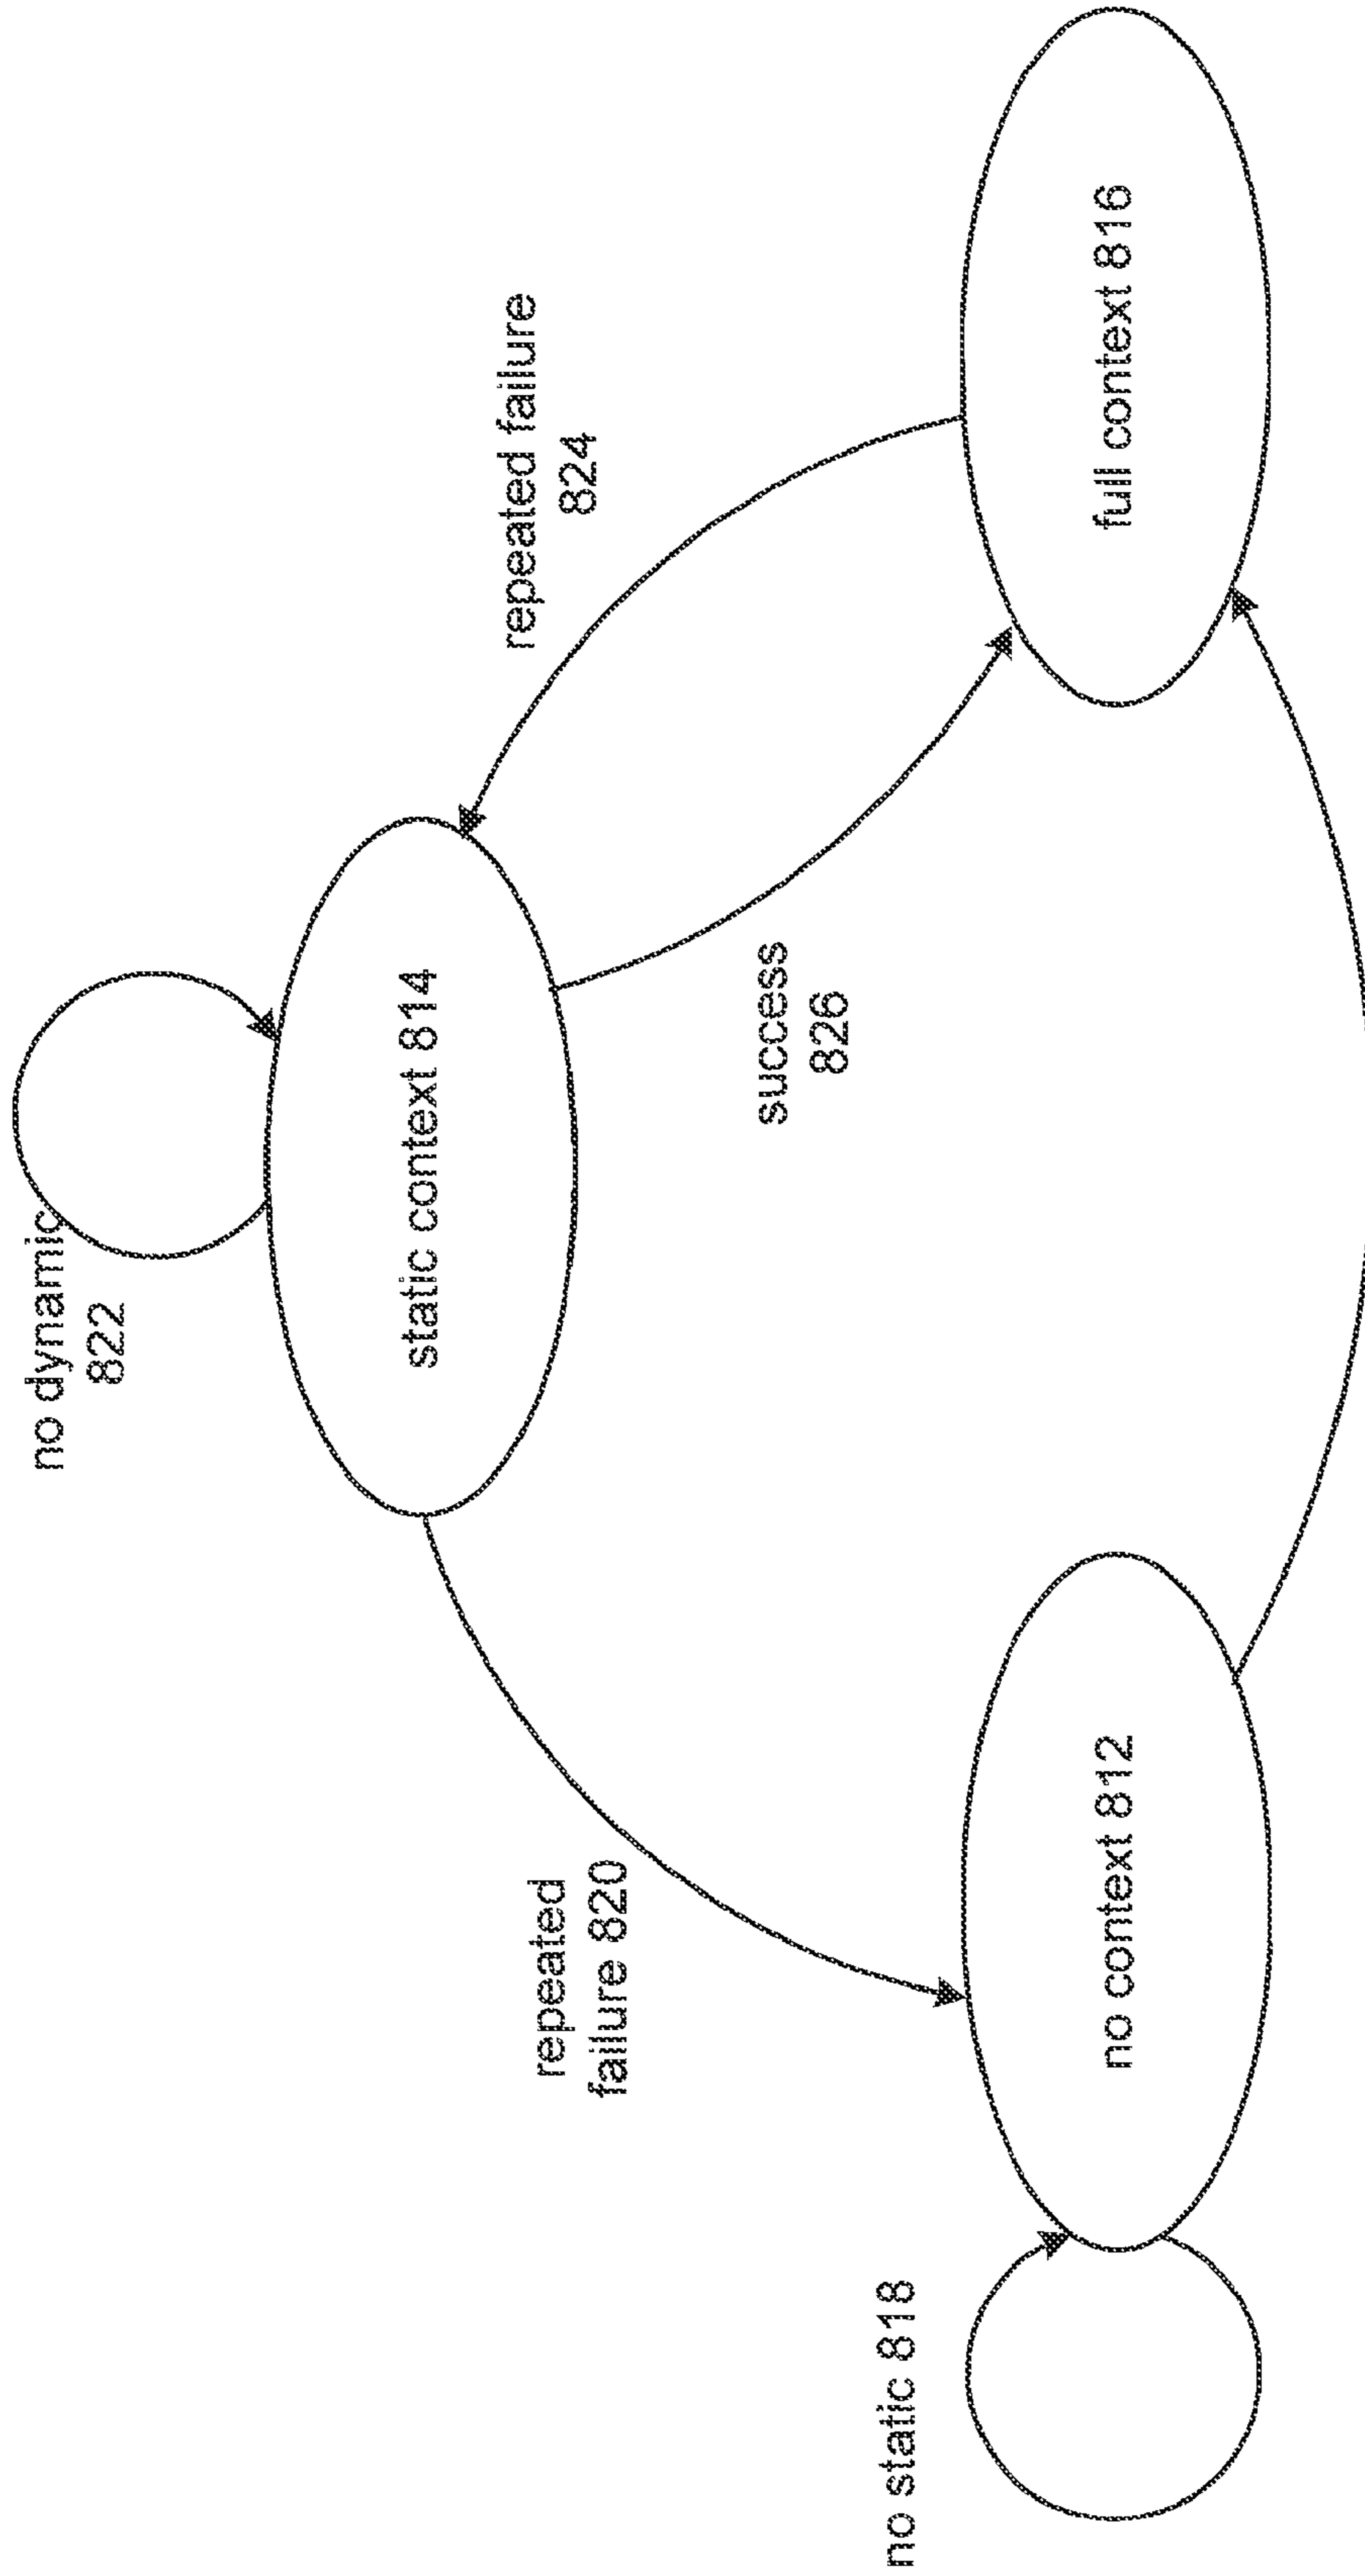 no dynamic
822
static context 814
repeated failure
824
success
826
repeated
failure 820
no static 818
no context 812
full context 816